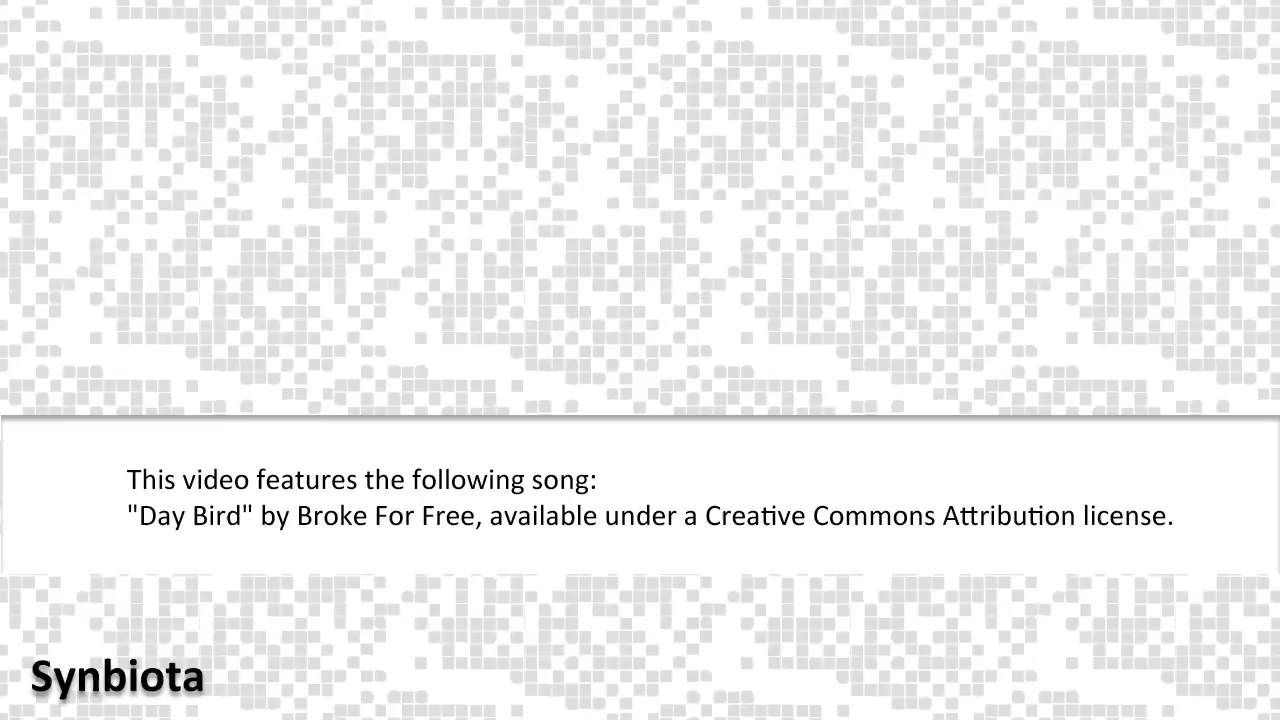 This video features the following song:
"Day Bird" by Broke For Free, available under a Creative Commons Attribution license.
Synbiota